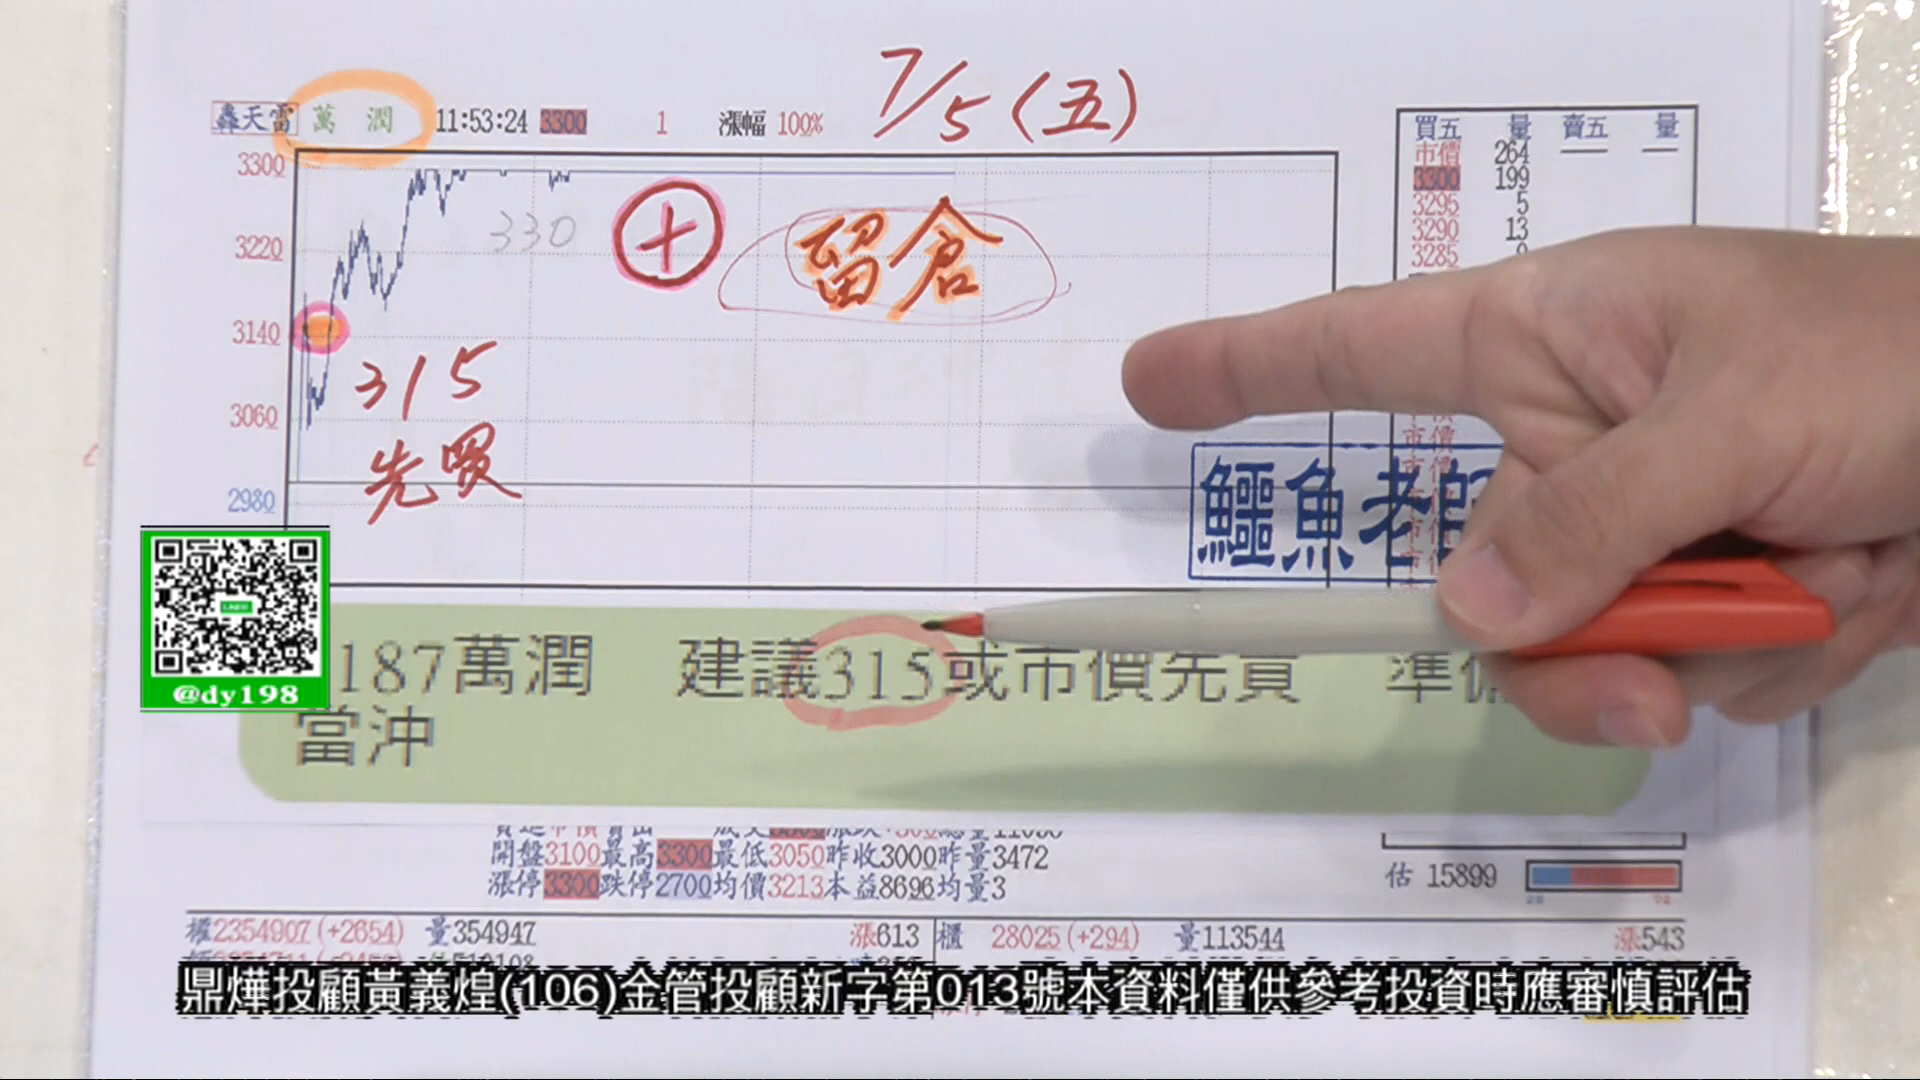 7/5(五)
轟天雷 萬 潤 11:53:24 3300 1 漲幅 100%
買五 量 賣五 量
市價 264
3300 199
3295 5
3290 13
3285
3300
3220
3140
3060
2980
330
留倉
315
先買
鱷魚老師
187萬潤 建議315或市價先買 準備
當沖
LINE
@dy198
開盤3100最高3300最低3050昨收3000昨量3472
漲停3300跌停2700均價3213本益8696均量3
估 15899
權2354907(+2654) 量354947 漲613 櫃 28025(+294) 量113544 漲543
鼎燁投顧黃義煌(106)金管投顧新字第013號本資料僅供參考投資時應審慎評估